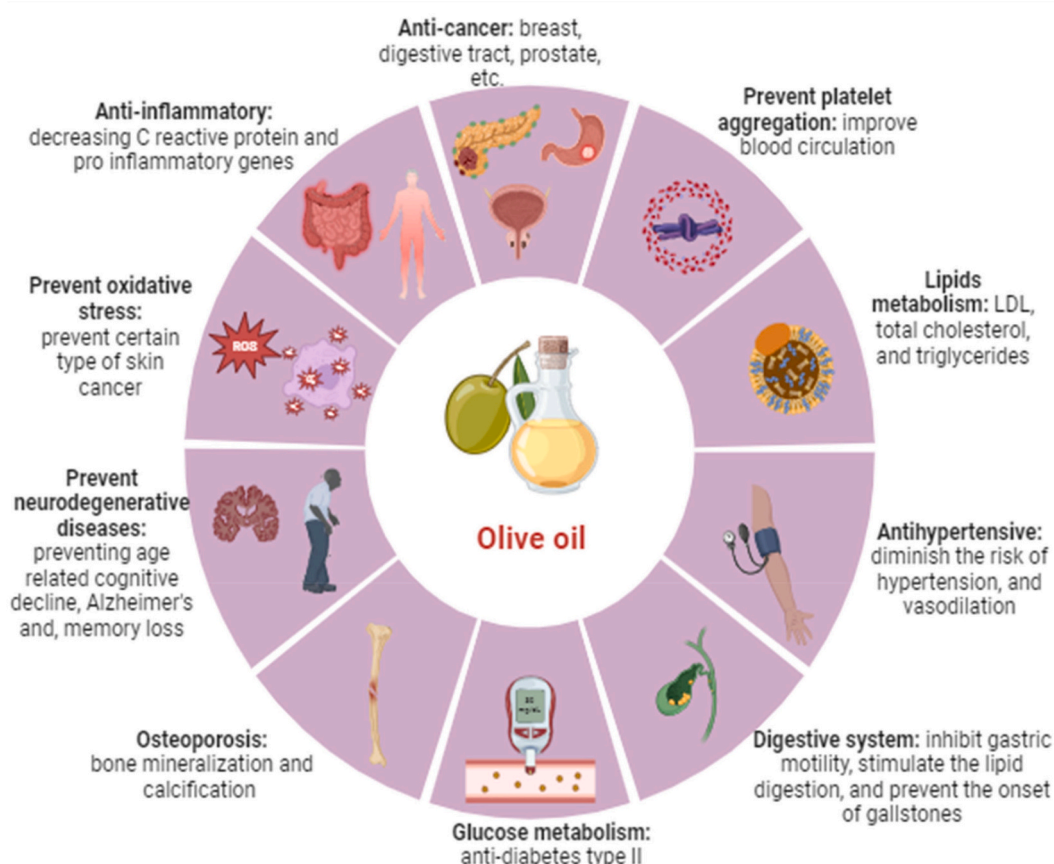 Anti-cancer: breast,
digestive tract, prostate,
etc.
Prevent platelet
aggregation: improve
blood circulation
Lipids
metabolism: LDL,
total cholesterol,
and triglycerides
Antihypertensive:
diminish the risk of
hypertension, and
vasodilation
Digestive system: inhibit gastric
motility, stimulate the lipid
digestion, and prevent the onset
of gallstones
Glucose metabolism:
anti-diabetes type II
Osteoporosis:
bone mineralization and
calcification
Prevent
neurodegenerative
diseases:
preventing age
related cognitive
decline, Alzheimer's
and, memory loss
Prevent oxidative
stress:
prevent certain
type of skin
cancer
Anti-inflammatory:
decreasing C reactive protein and
pro inflammatory genes
ROS
Olive oil